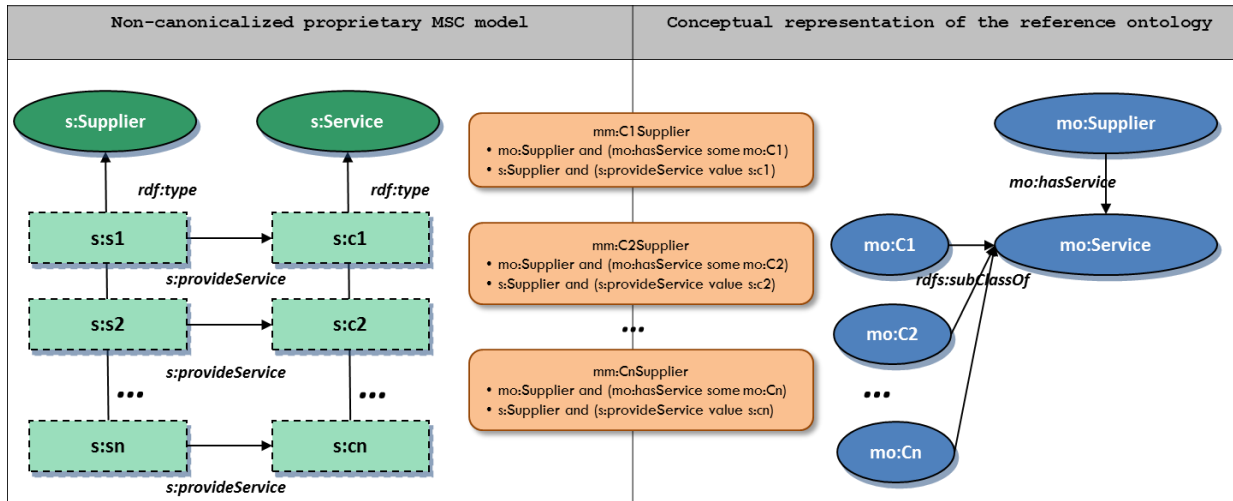 Non-canonicalized proprietary MSC model
Conceptual representation of the reference ontology
s:Supplier
s:Service
rdf:type
rdf:type
s:s1
s:c1
s:provideService
s:s2
s:c2
s:provideService
...
...
s:sn
s:cn
s:provideService
mm:C1Supplier
• mo:Supplier and (mo:hasService some mo:C1)
• s:Supplier and (s:provideService value s:c1)
mm:C2Supplier
• mo:Supplier and (mo:hasService some mo:C2)
• s:Supplier and (s:provideService value s:c2)
...
mm:CnSupplier
• mo:Supplier and (mo:hasService some mo:Cn)
• s:Supplier and (s:provideService value s:cn)
mo:Supplier
mo:hasService
mo:C1
mo:Service
rdfs:subClassOf
mo:C2
...
mo:Cn